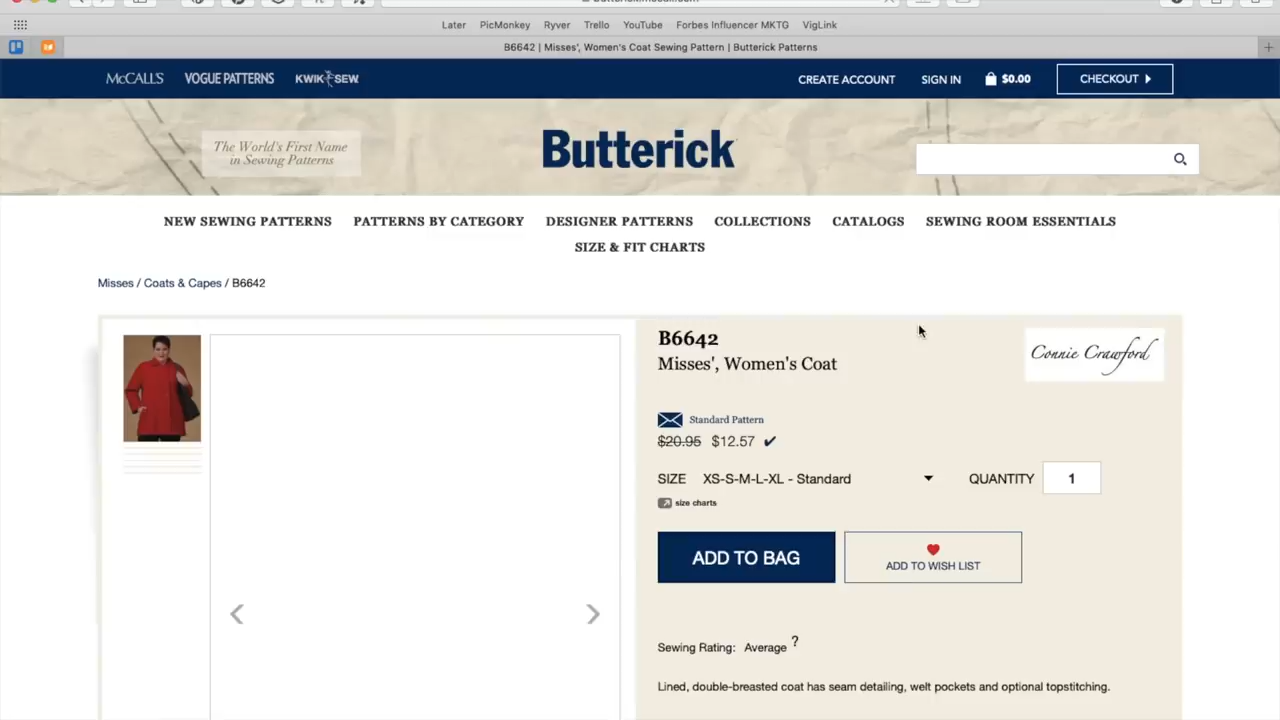 Later PicMonkey Ryver Trello YouTube Forbes Influencer MKTG VigLink
B6642 | Misses', Women's Coat Sewing Pattern | Butterick Patterns
McCALL'S VOGUE PATTERNS KWIK SEW CREATE ACCOUNT SIGN IN $0.00 CHECKOUT
The World's First Name
in Sewing Patterns
Butterick
NEW SEWING PATTERNS PATTERNS BY CATEGORY DESIGNER PATTERNS COLLECTIONS CATALOGS SEWING ROOM ESSENTIALS
SIZE & FIT CHARTS
Misses / Coats & Capes / B6642
B6642
Misses', Women's Coat
Connie Crawford
Standard Pattern
$20.95 $12.57 ✔
SIZE XS-S-M-L-XL - Standard QUANTITY 1
size charts
ADD TO BAG
ADD TO WISH LIST
Sewing Rating: Average ?
Lined, double-breasted coat has seam detailing, welt pockets and optional topstitching.